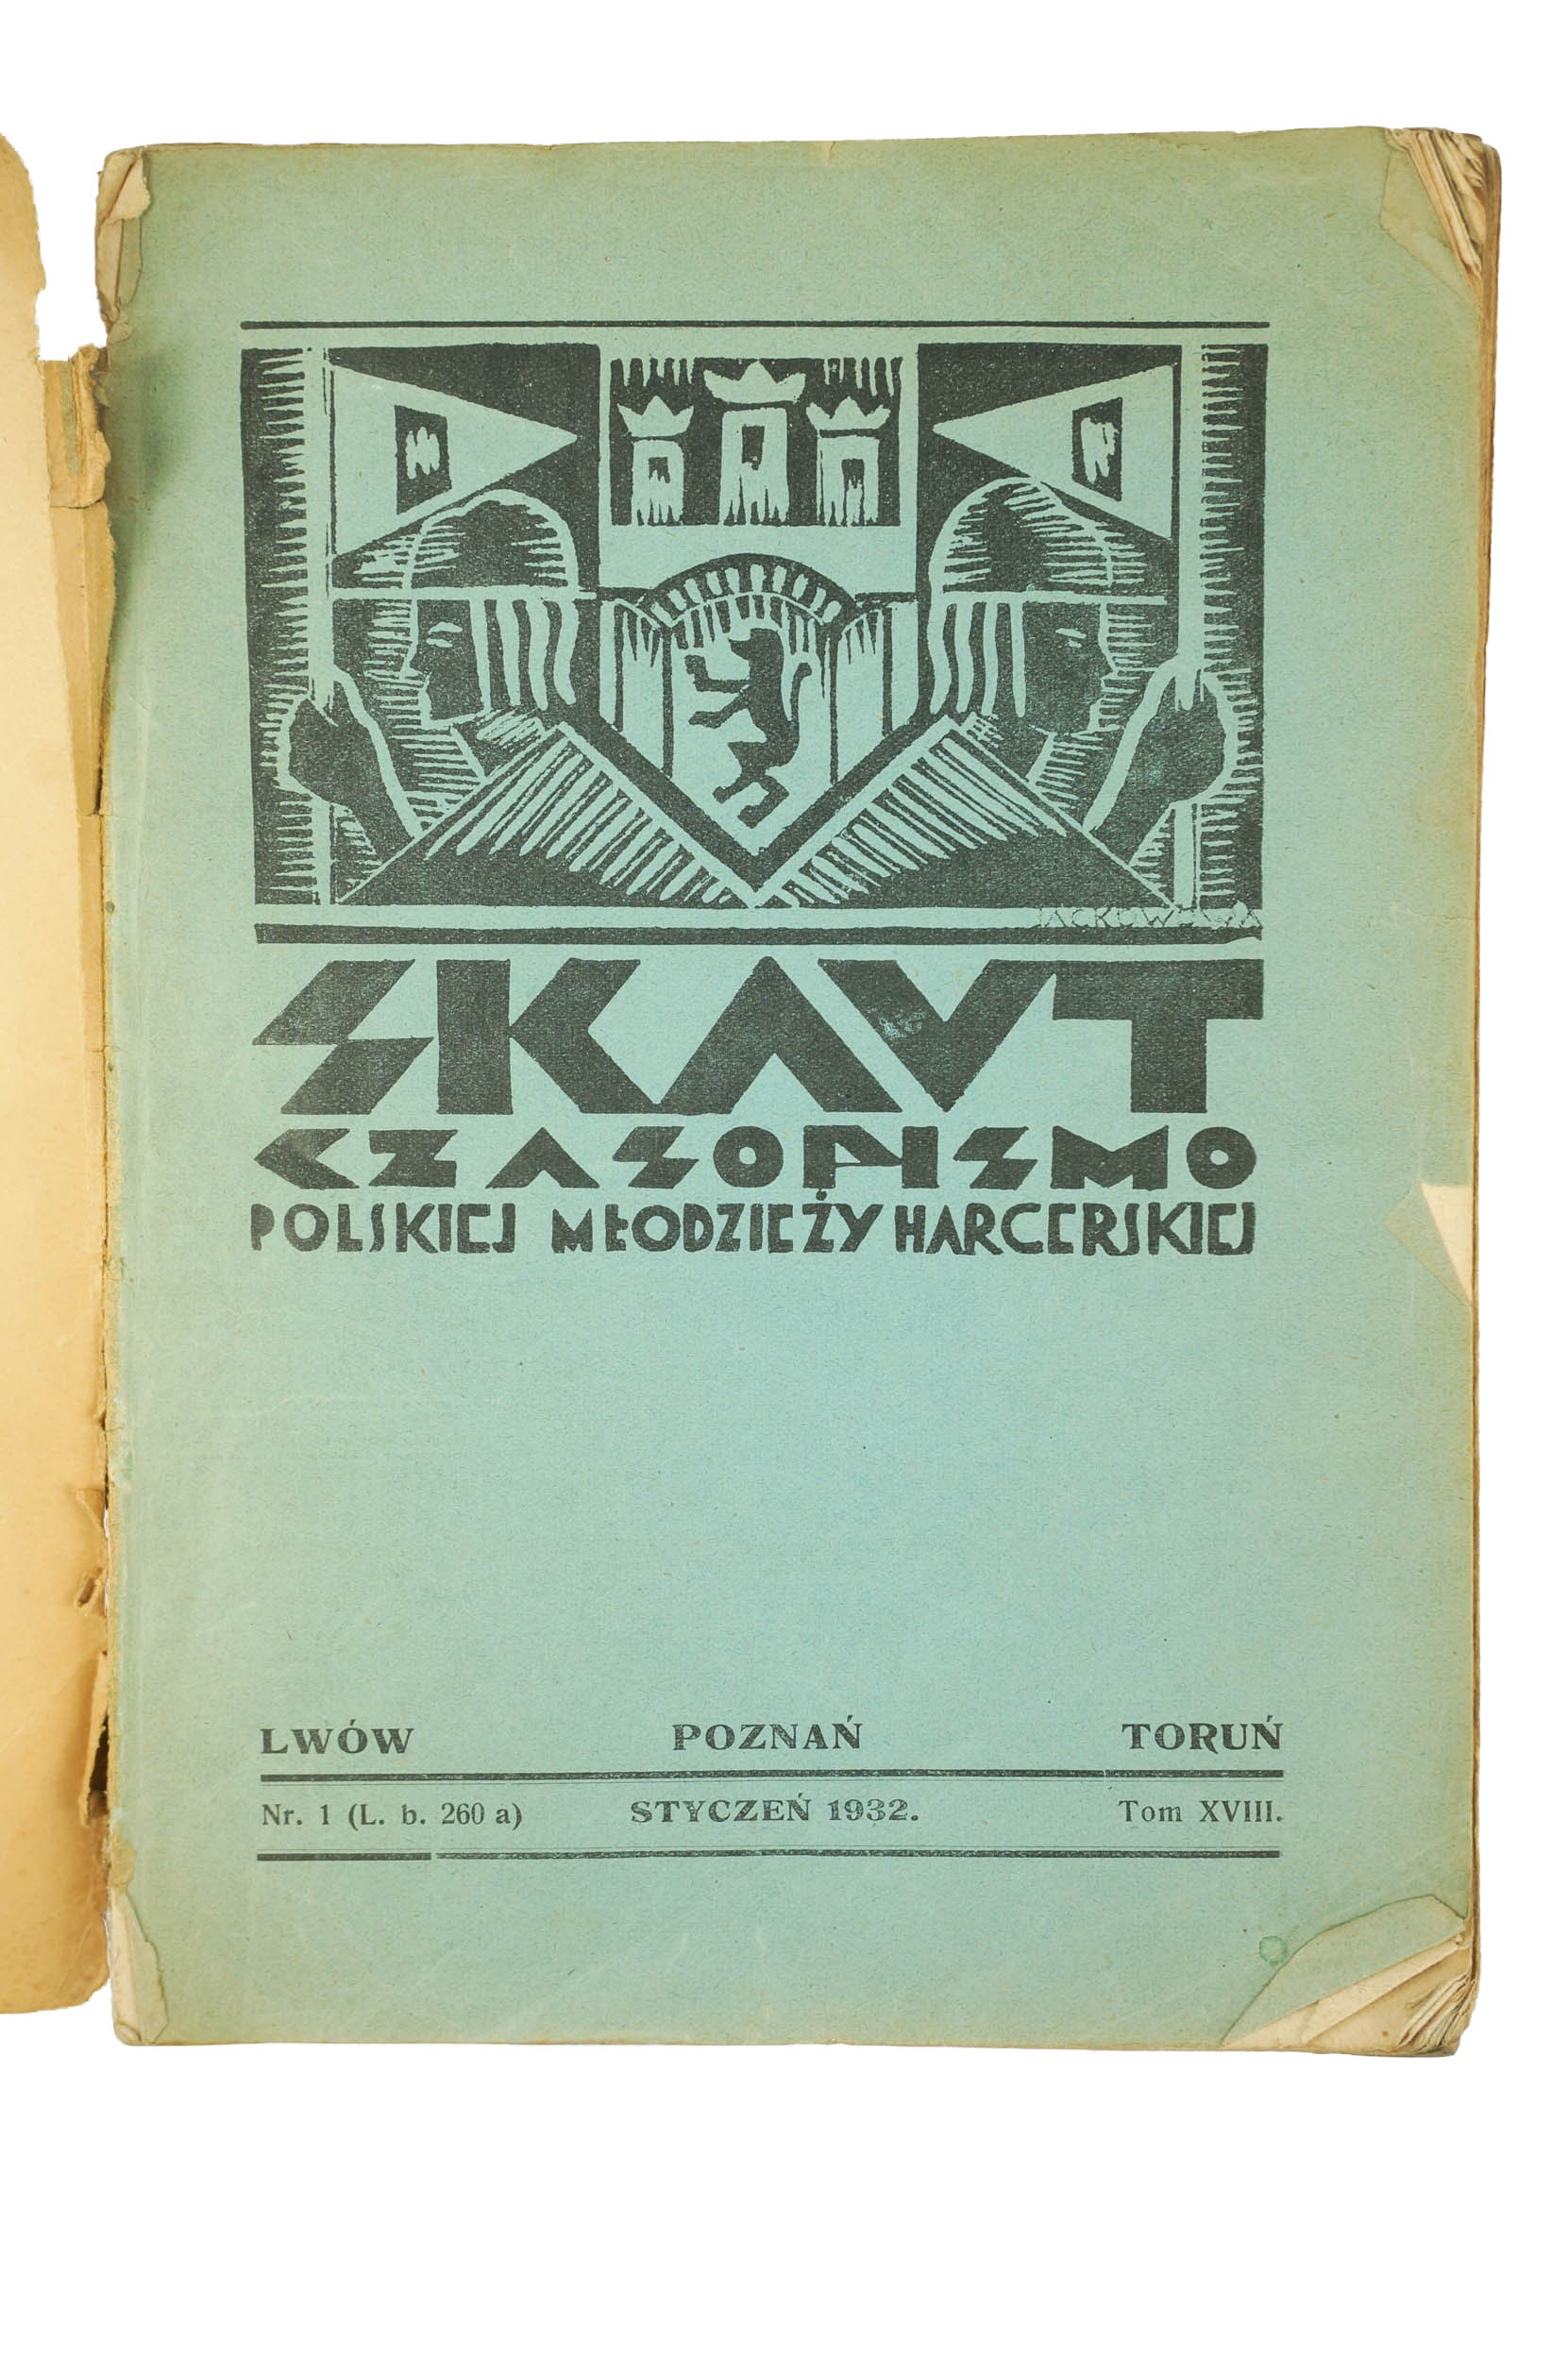 SKAUT
CZASOPISMO
POLSKIEJ MŁODZIEŻY HARCERSKIEJ
LWÓW POZNAŃ TORUŃ
Nr. 1 (L. b. 260 a) STYCZEŃ 1932. Tom XVIII.